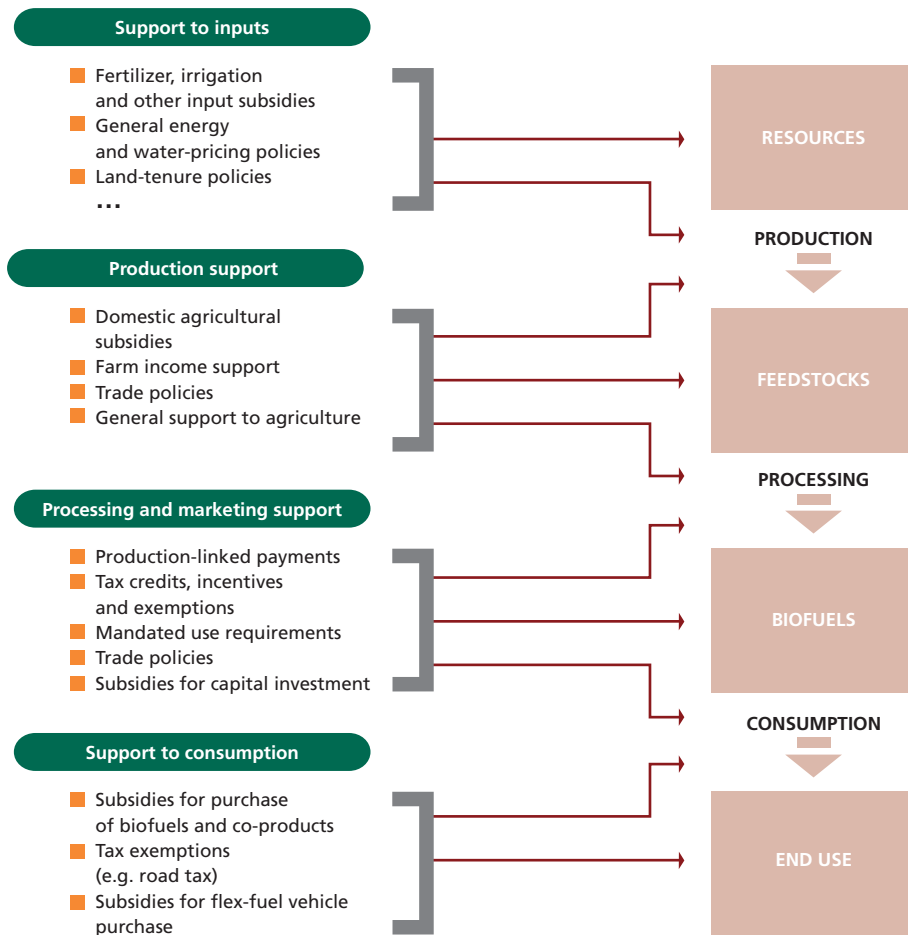 Support to inputs
Fertilizer, irrigation
and other input subsidies
General energy
and water-pricing policies
Land-tenure policies
...
RESOURCES
PRODUCTION
Production support
Domestic agricultural
subsidies
Farm income support
Trade policies
General support to agriculture
FEEDSTOCKS
PROCESSING
Processing and marketing support
Production-linked payments
Tax credits, incentives
and exemptions
Mandated use requirements
Trade policies
Subsidies for capital investment
BIOFUELS
CONSUMPTION
Support to consumption
Subsidies for purchase
of biofuels and co-products
Tax exemptions
(e.g. road tax)
Subsidies for flex-fuel vehicle
purchase
END USE